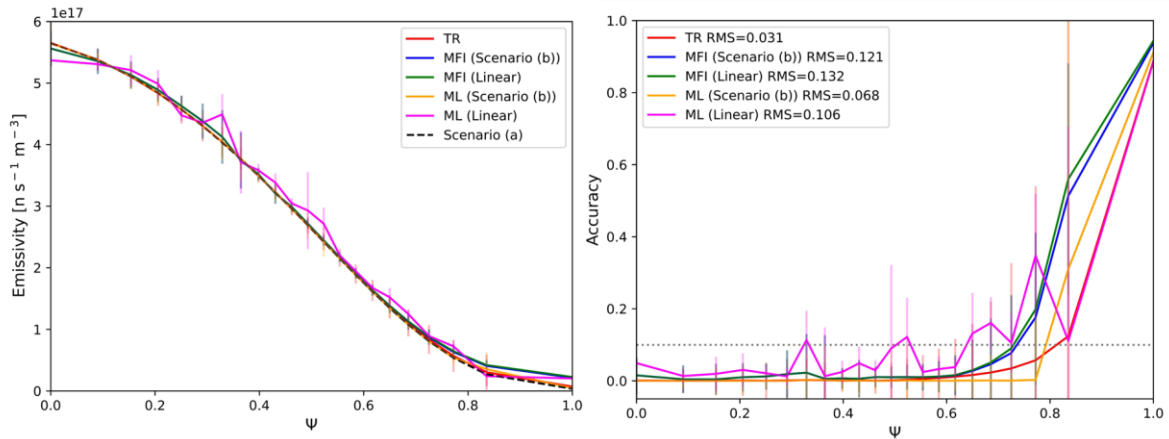 1e17
6
5
4
3
2
1
0
Emissivity [n s⁻¹ m⁻³]
TR
MFI (Scenario (b))
MFI (Linear)
ML (Scenario (b))
ML (Linear)
Scenario (a)
0.0 0.2 0.4 0.6 0.8 1.0
Ψ
1.0
0.8
0.6
0.4
0.2
0.0
Accuracy
TR RMS=0.031
MFI (Scenario (b)) RMS=0.121
MFI (Linear) RMS=0.132
ML (Scenario (b)) RMS=0.068
ML (Linear) RMS=0.106
0.0 0.2 0.4 0.6 0.8 1.0
Ψ